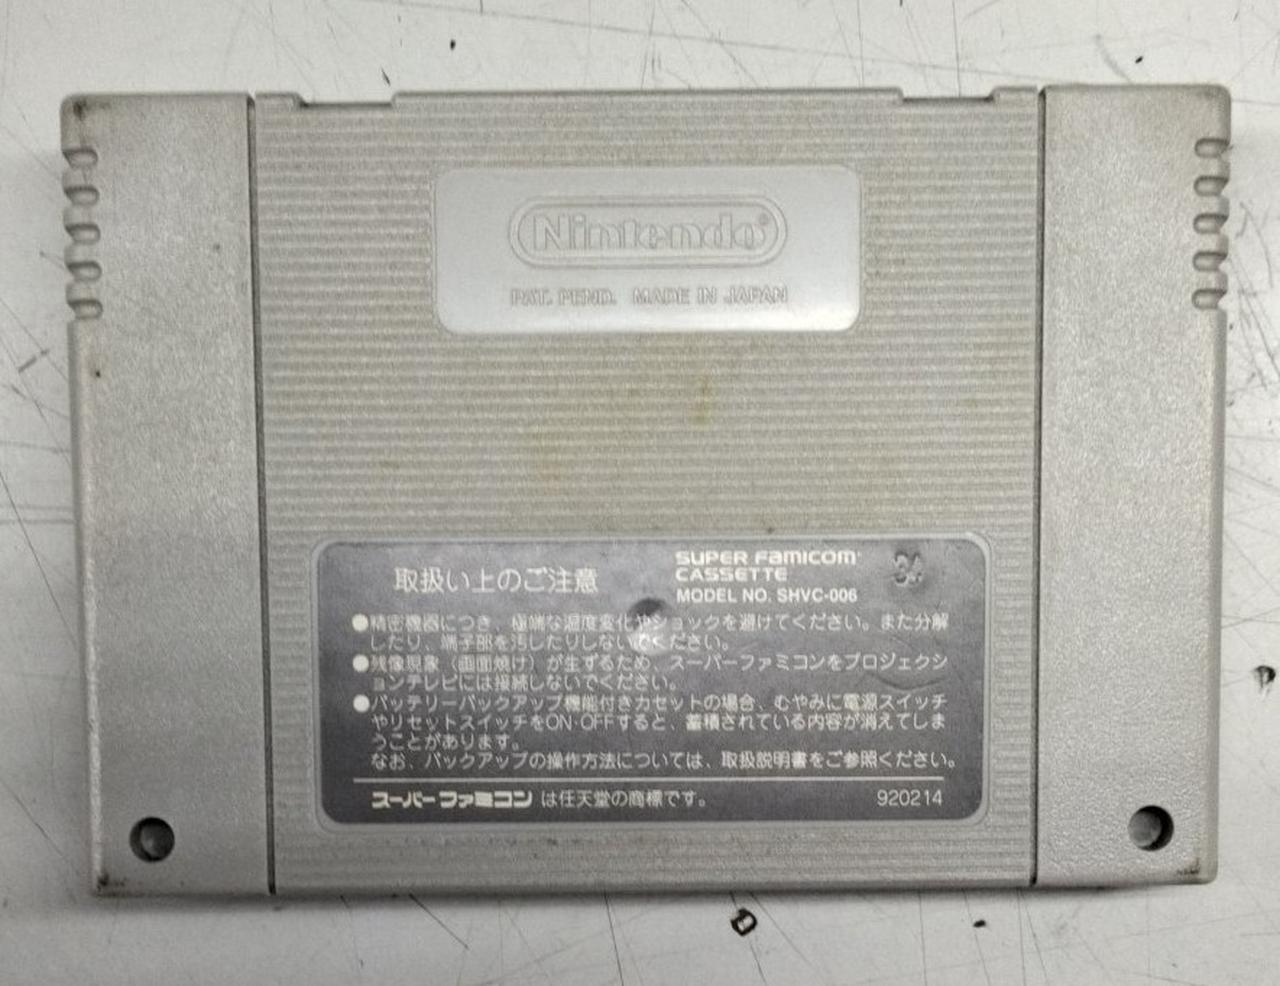 Nintendo®
PAT. PEND. MADE IN JAPAN
取扱い上のご注意
SUPER FAMICOM
CASSETTE
MODEL NO. SHVC-006
34
●精密機器につき、極端な温度変化やショックを避けてください。また分解
したり、端子部を汚したりしないでください。
●残像現象（画面焼け）が生ずるため、スーパーファミコンをプロジェクシ
ョンテレビには接続しないでください。
●バッテリーバックアップ機能付きカセットの場合、むやみに電源スイッチ
やリセットスイッチをON·OFFすると、蓄積されている内容が消えてしま
うことがあります。
なお、バックアップの操作方法については、取扱説明書をご参照ください。
スーパーファミコン は任天堂の商標です。
920214